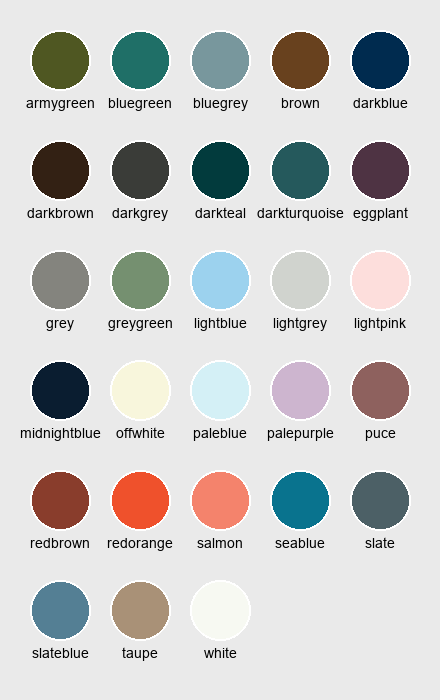 armygreen bluegreen bluegrey brown darkblue
darkbrown darkgrey darkteal darkturquoise eggplant
grey greygreen lightblue lightgrey lightpink
midnightblue offwhite paleblue palepurple puce
redbrown redorange salmon seablue slate
slateblue taupe white